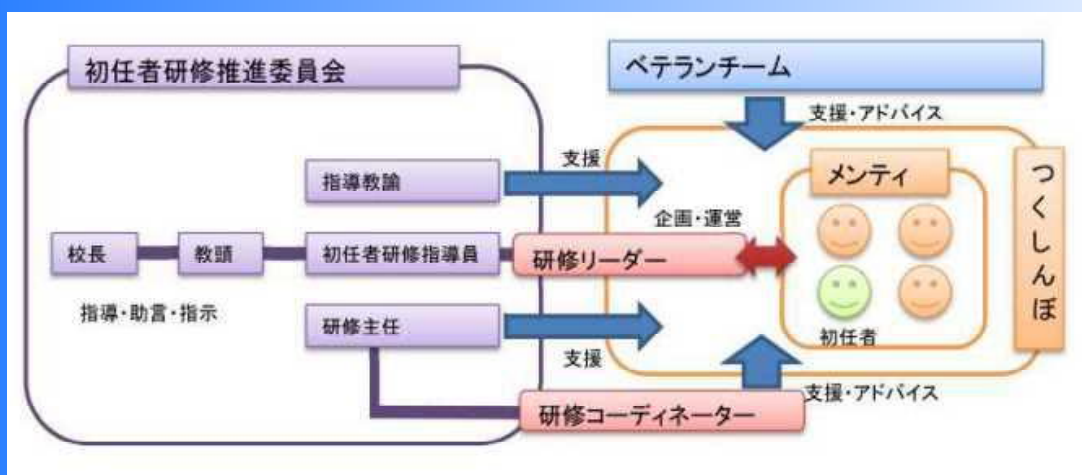 初任者研修推進委員会
ベテランチーム
支援・アドバイス
指導教諭
支援
メンティ
つくしんぼ
企画・運営
校長
教頭
初任者研修指導員
研修リーダー
指導・助言・指示
研修主任
初任者
支援
支援・アドバイス
研修コーディネーター